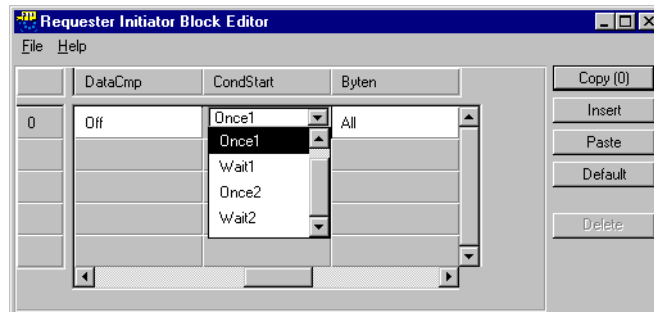 Requester Initiator Block Editor
File Help
DataCmp CondStart Byten Copy (0)
0 Off Once1 All Insert
Once1 Paste
Wait1 Default
Once2
Wait2 Delete